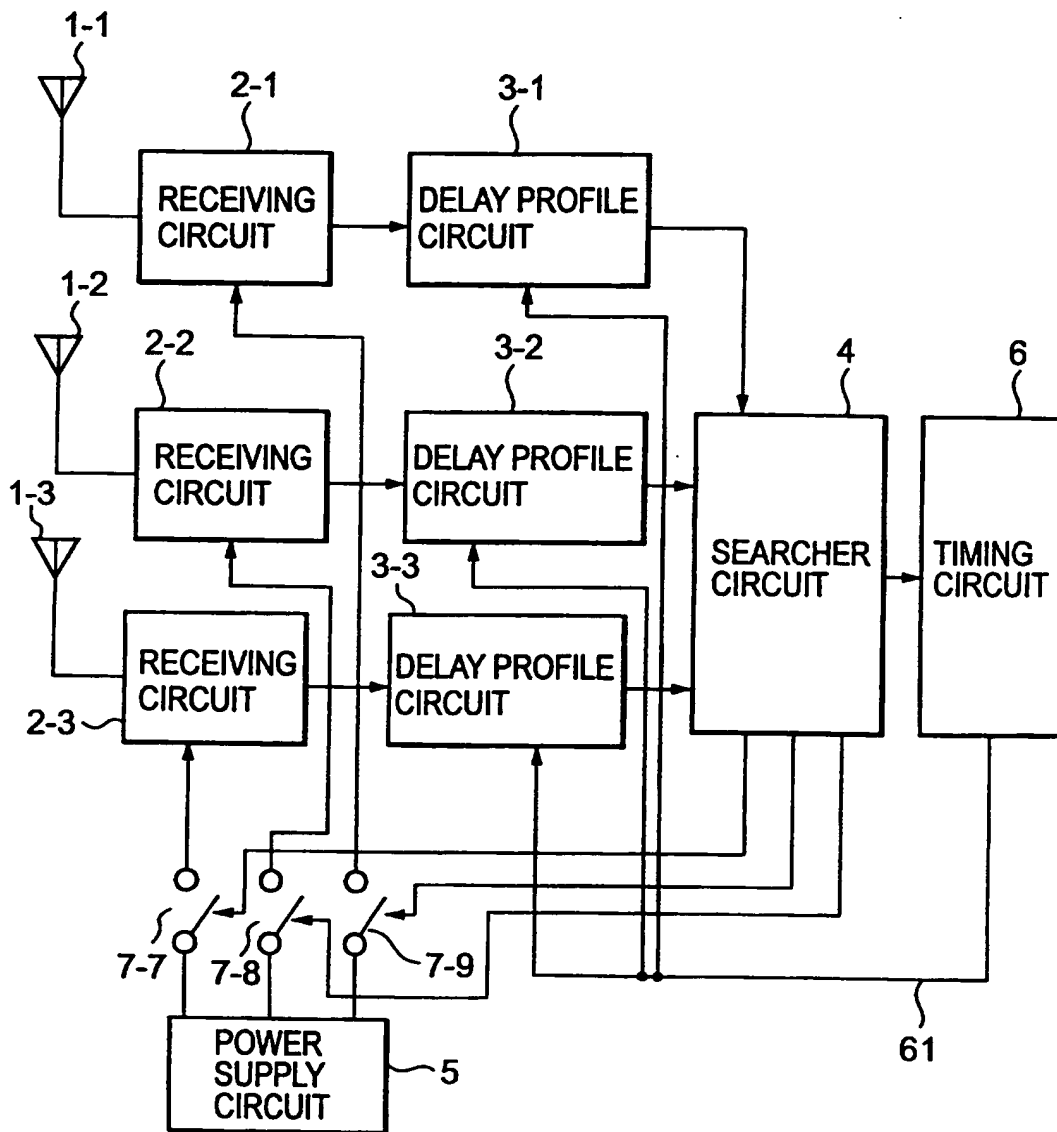 1-1
2-1
3-1
RECEIVING
CIRCUIT
DELAY PROFILE
CIRCUIT
1-2
2-2
3-2
4
6
RECEIVING
CIRCUIT
DELAY PROFILE
CIRCUIT
1-3
3-3
SEARCHER
CIRCUIT
TIMING
CIRCUIT
RECEIVING
CIRCUIT
DELAY PROFILE
CIRCUIT
2-3
7-7
7-8
7-9
61
POWER
SUPPLY
CIRCUIT
5